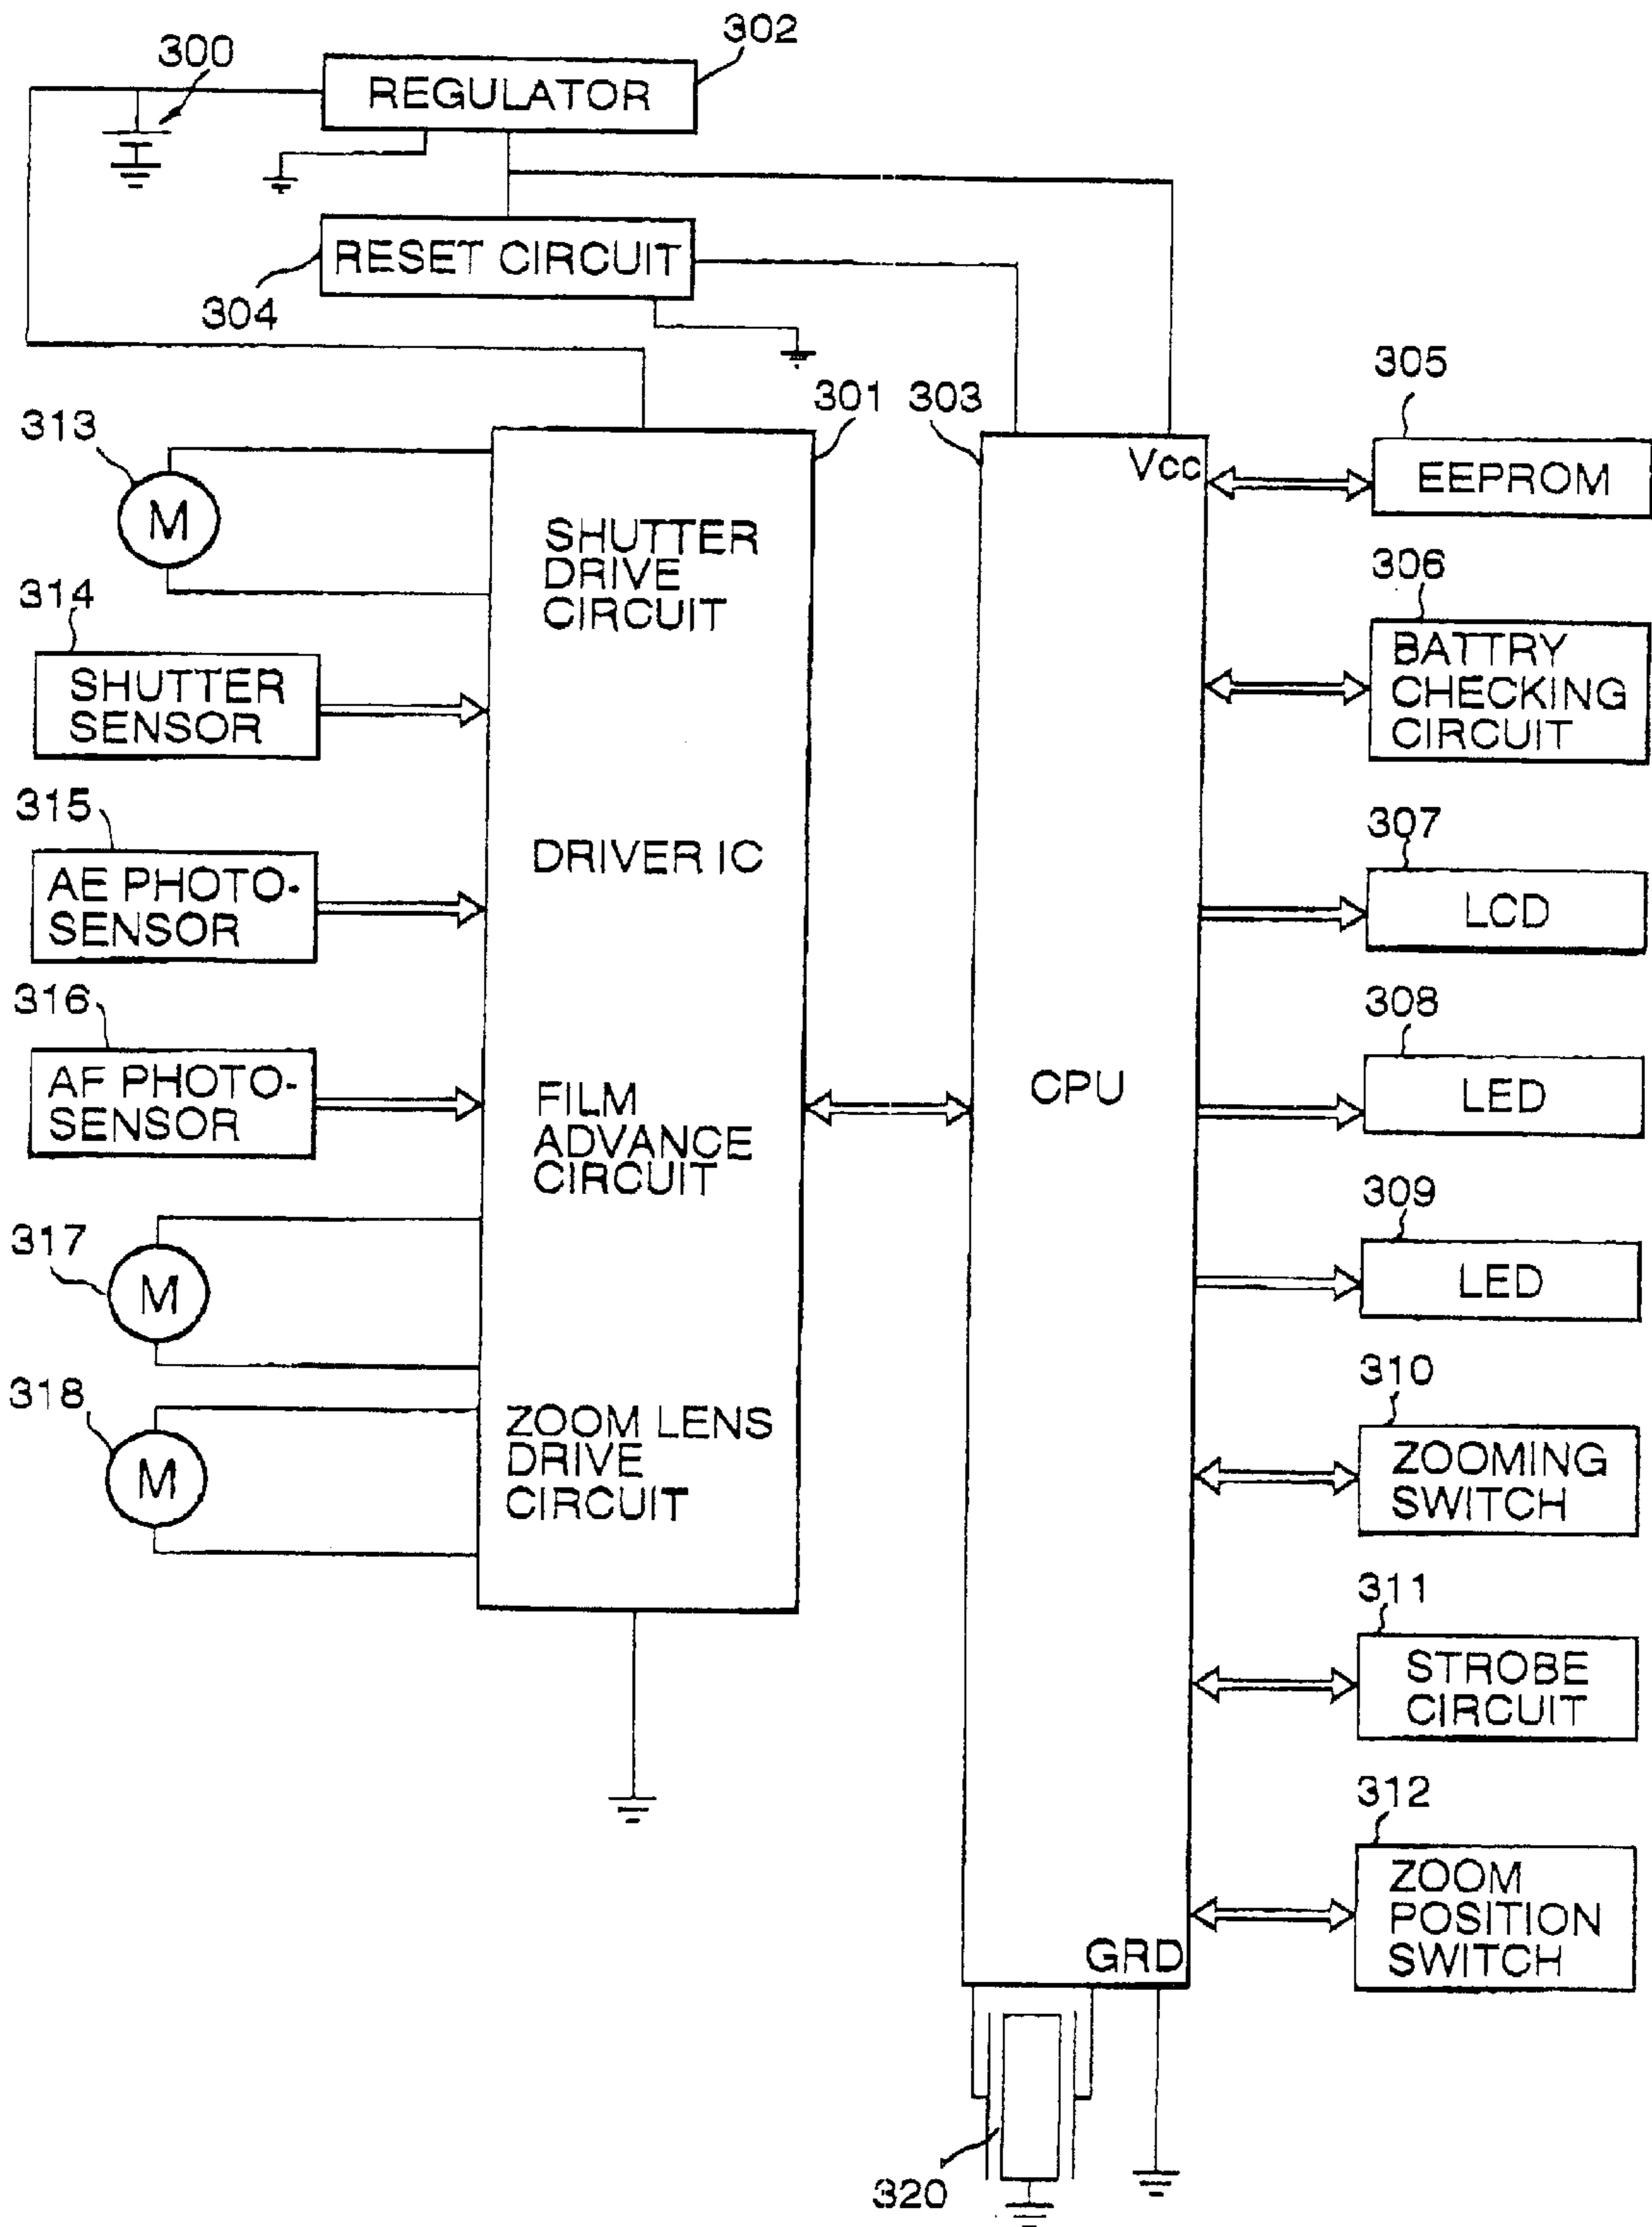 300
302
REGULATOR
RESET CIRCUIT
304
301
303
305
313
Vcc
EEPROM
M
SHUTTER
DRIVE
CIRCUIT
306
BATTRY
CHECKING
CIRCUIT
314
SHUTTER
SENSOR
315
AE PHOTO-
SENSOR
DRIVER IC
307
LCD
316
AF PHOTO-
SENSOR
FILM
ADVANCE
CIRCUIT
CPU
308
LED
309
LED
317
M
318
M
ZOOM LENS
DRIVE
CIRCUIT
310
ZOOMING
SWITCH
311
STROBE
CIRCUIT
312
ZOOM
POSITION
SWITCH
GRD
320